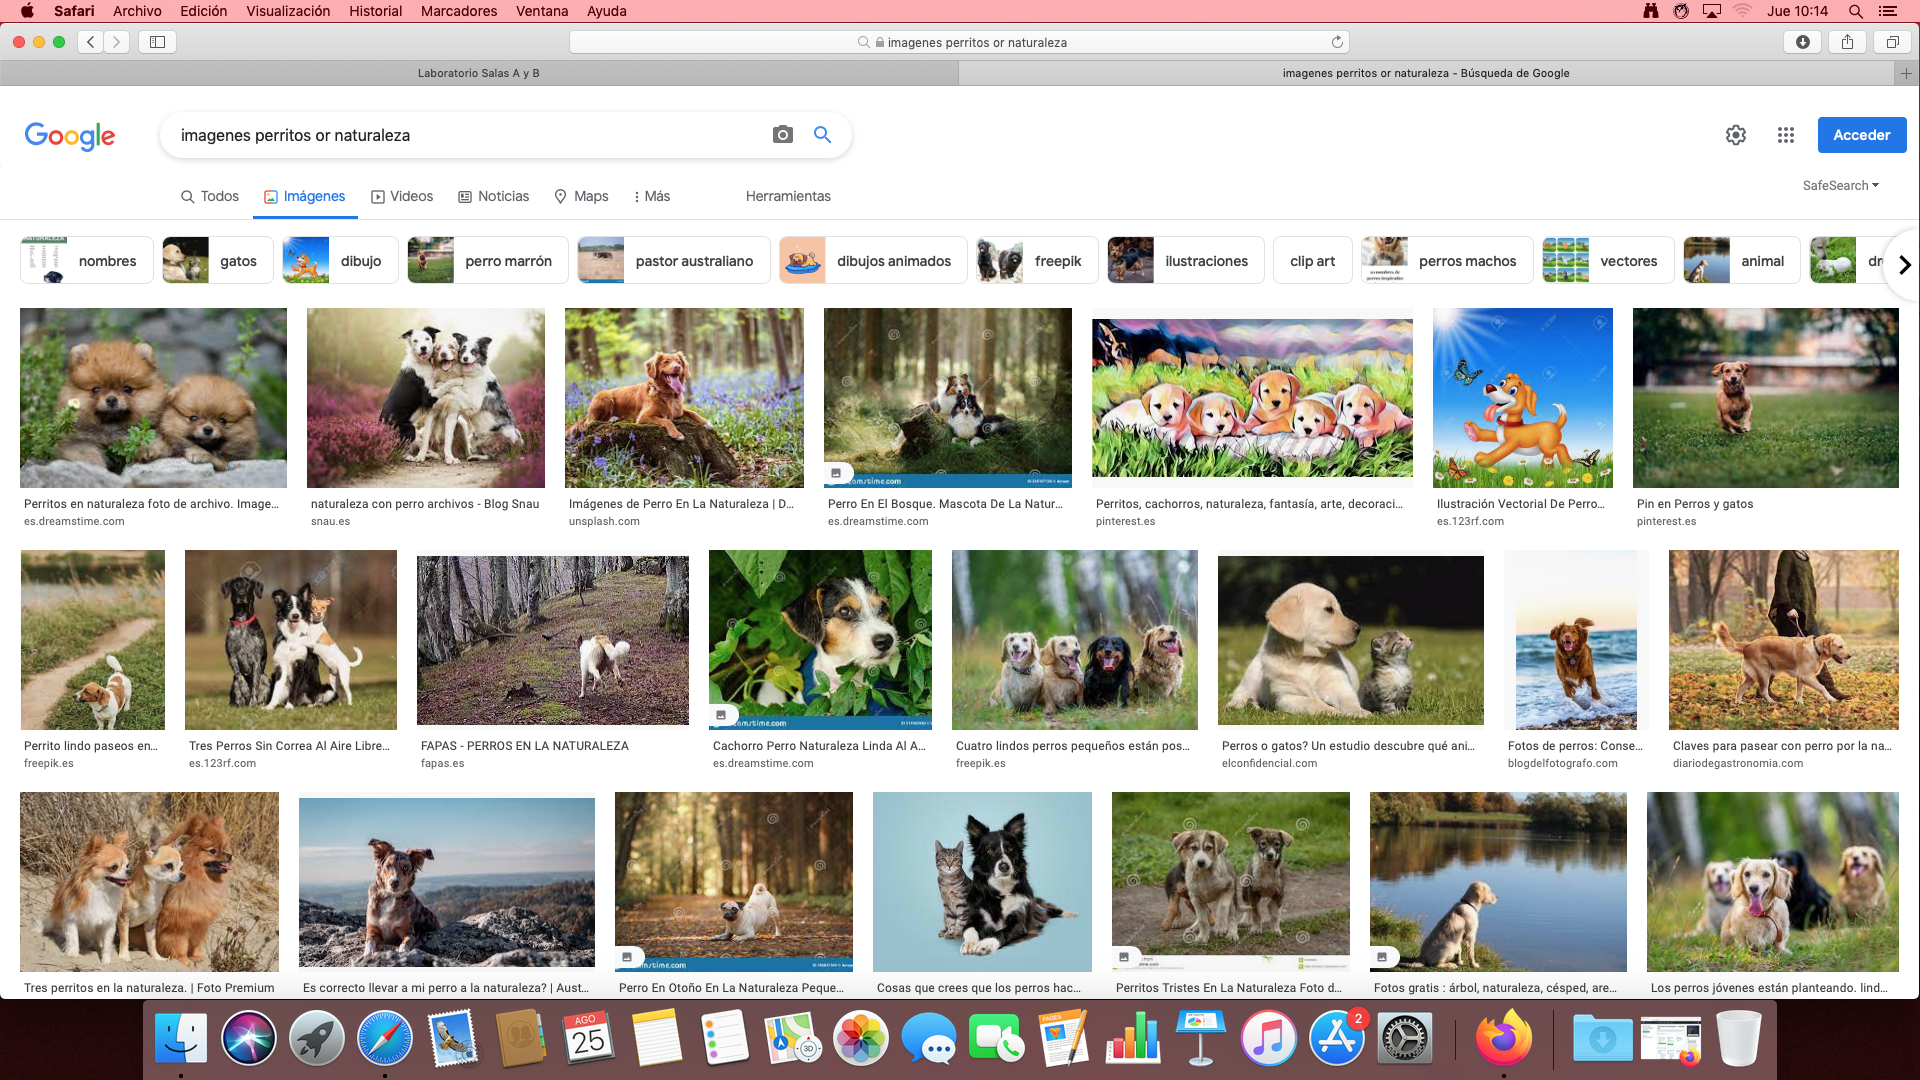 Safari Archivo Edición Visualización Historial Marcadores Ventana Ayuda Jue 10:14
imagenes perritos or naturaleza
Laboratorio Salas A y B
imagenes perritos or naturaleza - Búsqueda de Google
Google
imagenes perritos or naturaleza
Acceder
Todos Imágenes Videos Noticias Maps Más Herramientas
SafeSearch
nombres gatos dibujo perro marrón pastor australiano dibujos animados freepik ilustraciones clip art perros machos vectores animal
Perritos en naturaleza foto de archivo. Image...
es.dreamstime.com
naturaleza con perro archivos - Blog Snau
snau.es
Imágenes de Perro En La Naturaleza | D...
unsplash.com
Perro En El Bosque. Mascota De La Natur...
es.dreamstime.com
Perritos, cachorros, naturaleza, fantasía, arte, decoraci...
pinterest.es
Ilustración Vectorial De Perro...
es.123rf.com
Pin en Perros y gatos
pinterest.es
Perrito lindo paseos en...
freepik.es
Tres Perros Sin Correa Al Aire Libre...
es.123rf.com
FAPAS - PERROS EN LA NATURALEZA
fapas.es
Cachorro Perro Naturaleza Linda Al A...
es.dreamstime.com
Cuatro lindos perros pequeños están pos...
freepik.es
Perros o gatos? Un estudio descubre qué ani...
elconfidencial.com
Fotos de perros: Conse...
blogdelfotografo.com
Claves para pasear con perro por la na...
diariodegastronomia.com
Tres perritos en la naturaleza. | Foto Premium
Es correcto llevar a mi perro a la naturaleza? | Aust...
Perro En Otoño En La Naturaleza Peque...
Cosas que crees que los perros hac...
Perritos Tristes En La Naturaleza Foto d...
Fotos gratis : árbol, naturaleza, césped, are...
Los perros jóvenes están planteando. lind...
AGO
25
3D
PAGES
2